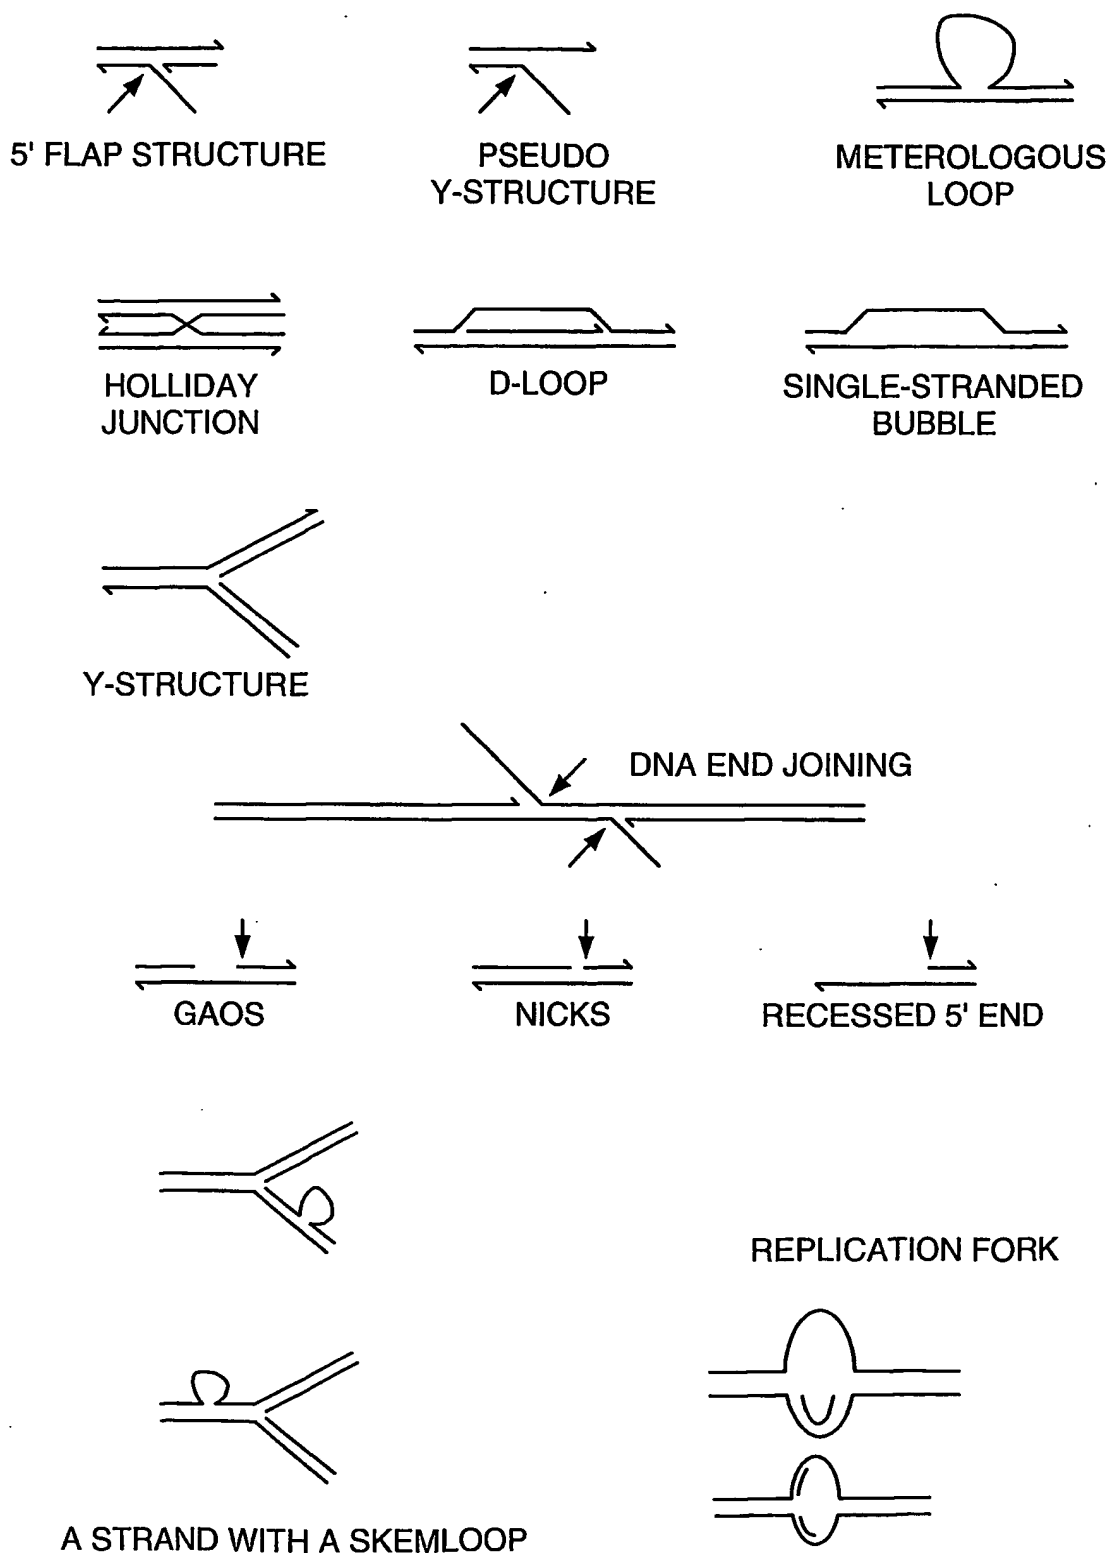 5' FLAP STRUCTURE
PSEUDO
Y-STRUCTURE
METEROLOGOUS
LOOP
HOLLIDAY
JUNCTION
D-LOOP
SINGLE-STRANDED
BUBBLE
Y-STRUCTURE
DNA END JOINING
GAOS
NICKS
RECESSED 5' END
REPLICATION FORK
A STRAND WITH A SKEMLOOP